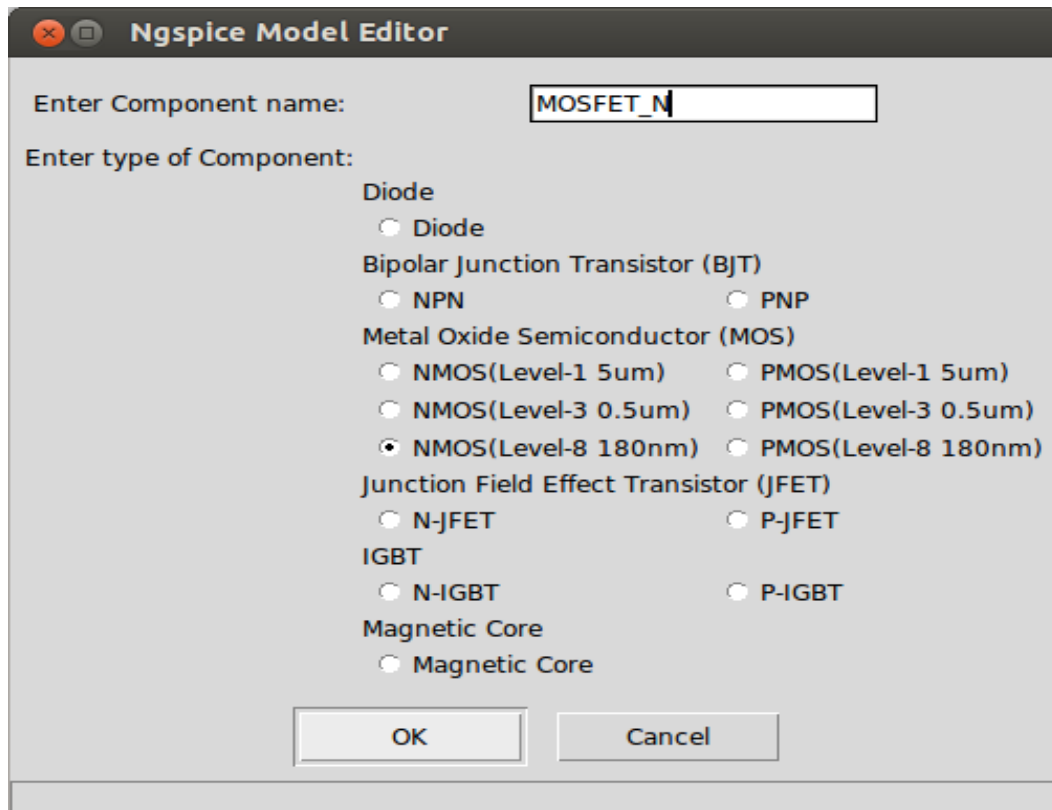 Ngspice Model Editor
Enter Component name: MOSFET_N
Enter type of Component:
Diode
Diode
Bipolar Junction Transistor (BJT)
NPN PNP
Metal Oxide Semiconductor (MOS)
NMOS(Level-1 5um) PMOS(Level-1 5um)
NMOS(Level-3 0.5um) PMOS(Level-3 0.5um)
NMOS(Level-8 180nm) PMOS(Level-8 180nm)
Junction Field Effect Transistor (JFET)
N-JFET P-JFET
IGBT
N-IGBT P-IGBT
Magnetic Core
Magnetic Core
OK Cancel